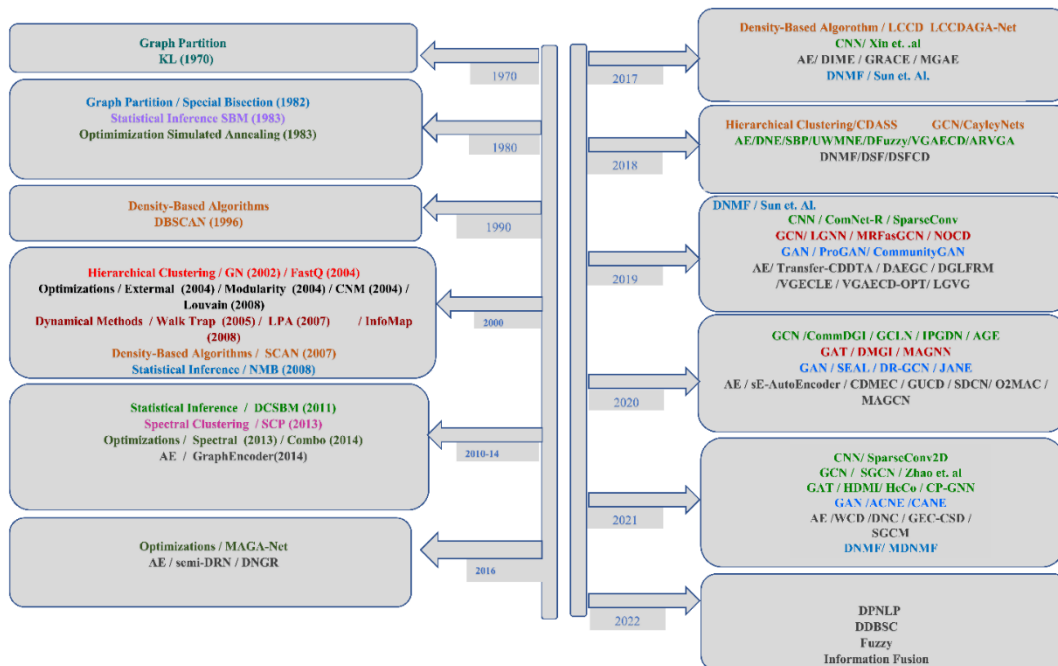 Graph Partition
KL (1970)
1970
Graph Partition / Special Bisection (1982)
Statistical Inference SBM (1983)
Optimimization Simulated Anncaling (1983)
1980
Density-Based Algorithms
DBSCAN (1996)
1990
Hierarchical Clustering / GN (2002) / FastQ (2004)
Optimizations / Extermal (2004) / Modularity (2004) / CNM (2004) /
Louvain (2008)
Dynamical Methods / Walk Trap (2005) / LPA (2007) / InfoMap
(2008)
Density-Based Algorithms / SCAN (2007)
Statistical Inference / NMB (2008)
2000
Statistical Inference / DCSBM (2011)
Spectral Clustering / SCP (2013)
Optimizations / Spectral (2013) / Combo (2014)
AE / GraphEncoder(2014)
2010-14
Optimizations / MAGA-Net
AE / semi-DRN / DNGR
2016
Density-Based Algorothm / LCCD LCCDAGA-Net
CNN/ Xin et. .al
AE/ DIME / GRACE / MGAE
DNMF / Sun et. Al.
2017
Hierarchical Clustering/CDASS GCN/CayleyNets
AE/DNE/SBP/UWMNE/DFuzzy/VGAECD/ARVGA
DNMF/DSF/DSFCD
2018
DNMF / Sun et. Al.
CNN / ComNet-R / SparseConv
GCN/ LGNN / MRFasGCN / NOCD
GAN / ProGAN/ CommunityGAN
AE/ Transfer-CDDTA / DAEGC / DGLFRM
/VGECLE / VGAECD-OPT/ LGVG
2019
GCN /CommDGI / GCLN / IPGDN / AGE
GAT / DMGI / MAGNN
GAN / SEAL / DR-GCN / JANE
AE / sE-AutoEncoder / CDMEC / GUCD / SDCN/ O2MAC /
MAGCN
2020
CNN/ SparseConv2D
GCN / SGCN / Zhao et. al
GAT / HDMI/ HeCo / CP-GNN
GAN /ACNE /CANE
AE /WCD /DNC / GEC-CSD /
SGCM
DNMF/ MDNMF
2021
DPNLP
DDBSC
Fuzzy
Information Fusion
2022